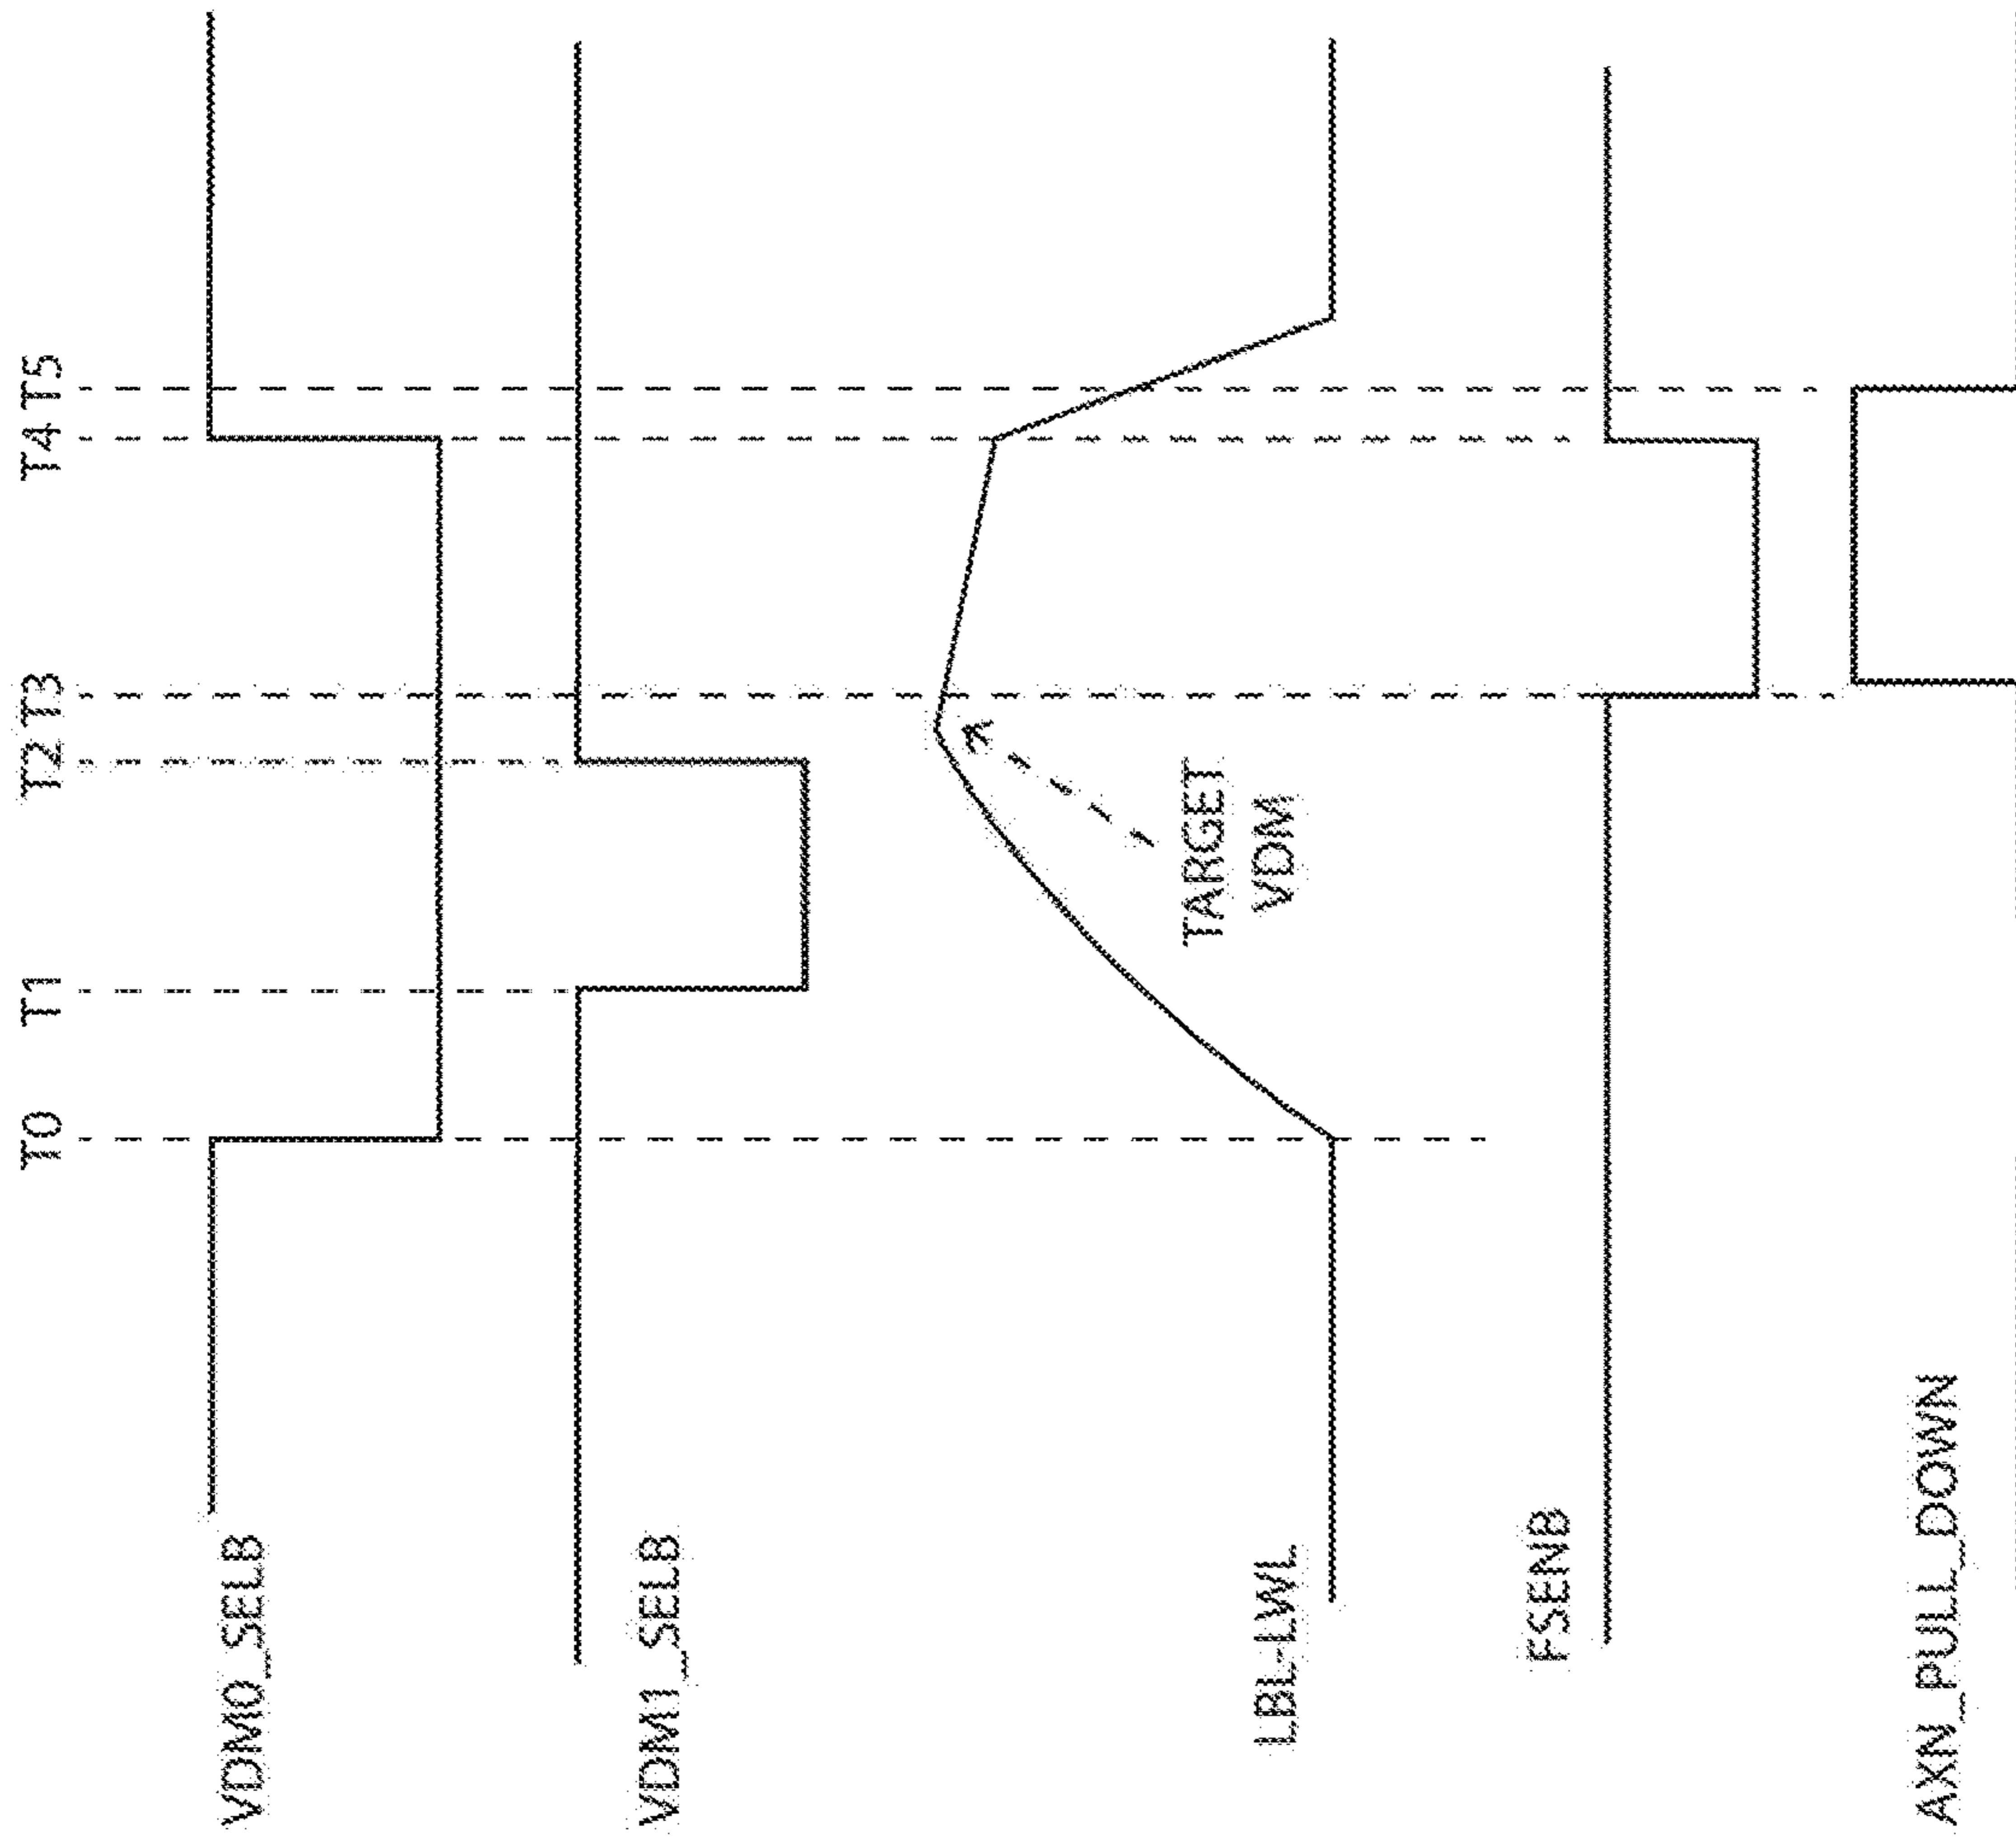 T0
T1
T2
T3
T4
T5
VDM0_SELB
VDM1_SELB
LBL-LWL
TARGET
VDM
FSENB
AXN_PULL_DOWN